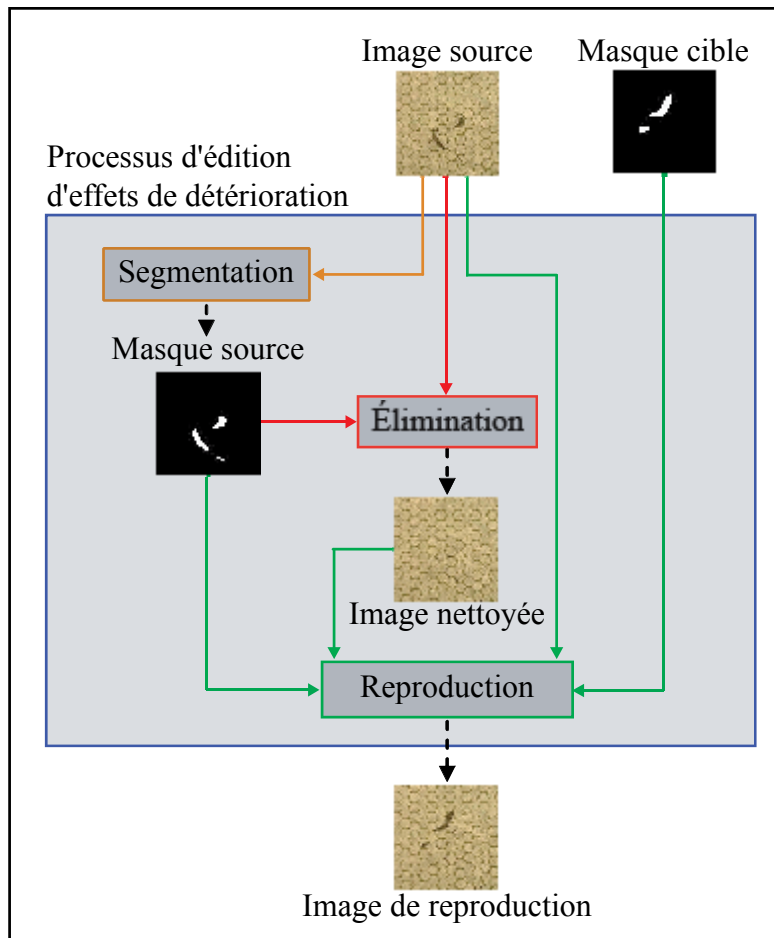 Image source
Masque cible
Processus d'édition
d'effets de détérioration
Segmentation
Masque source
Élimination
Image nettoyée
Reproduction
Image de reproduction